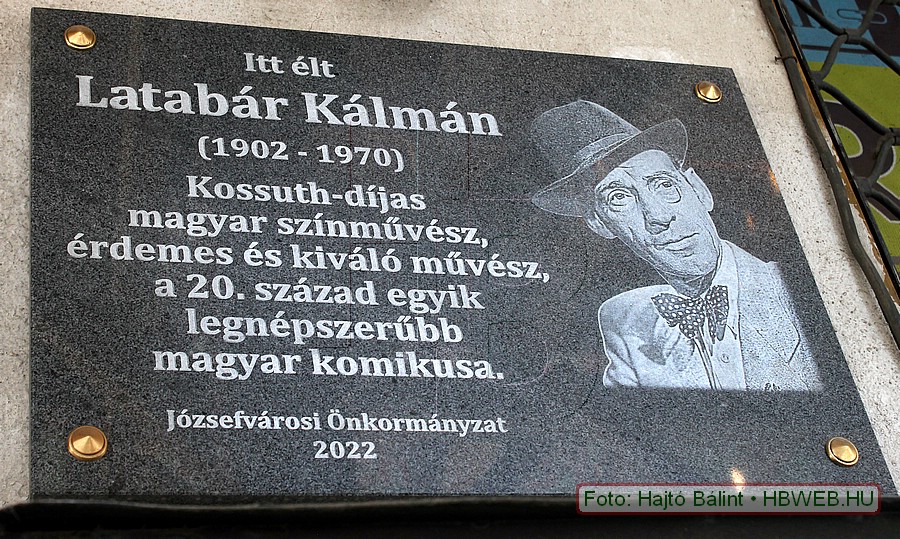 Itt élt
Latabár Kálmán
(1902 - 1970)
Kossuth-díjas
magyar színművész,
érdemes és kiváló művész,
a 20. század egyik
legnépszerűbb
magyar komikusa.
Józsefvárosi Önkormányzat
2022
Foto: Hajtó Bálint • HBWEB.HU